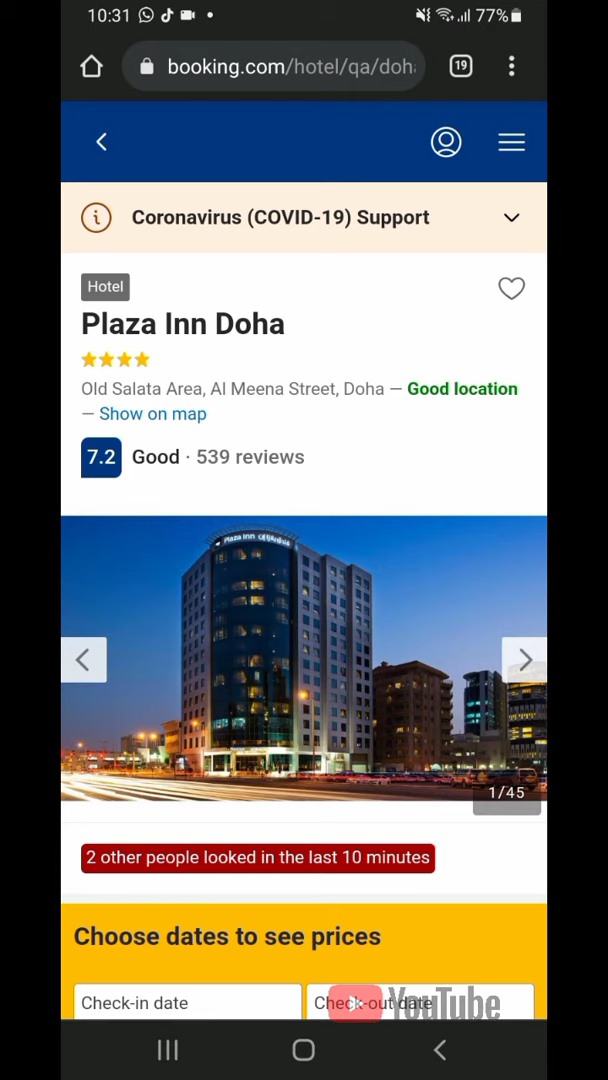 10:31 77%
booking.com/hotel/qa/doh 19
Coronavirus (COVID-19) Support
Hotel
Plaza Inn Doha
Old Salata Area, Al Meena Street, Doha — Good location
— Show on map
7.2 Good · 539 reviews
Plaza Inn
1/45
2 other people looked in the last 10 minutes
Choose dates to see prices
Check-in date Check-out date
YouTube